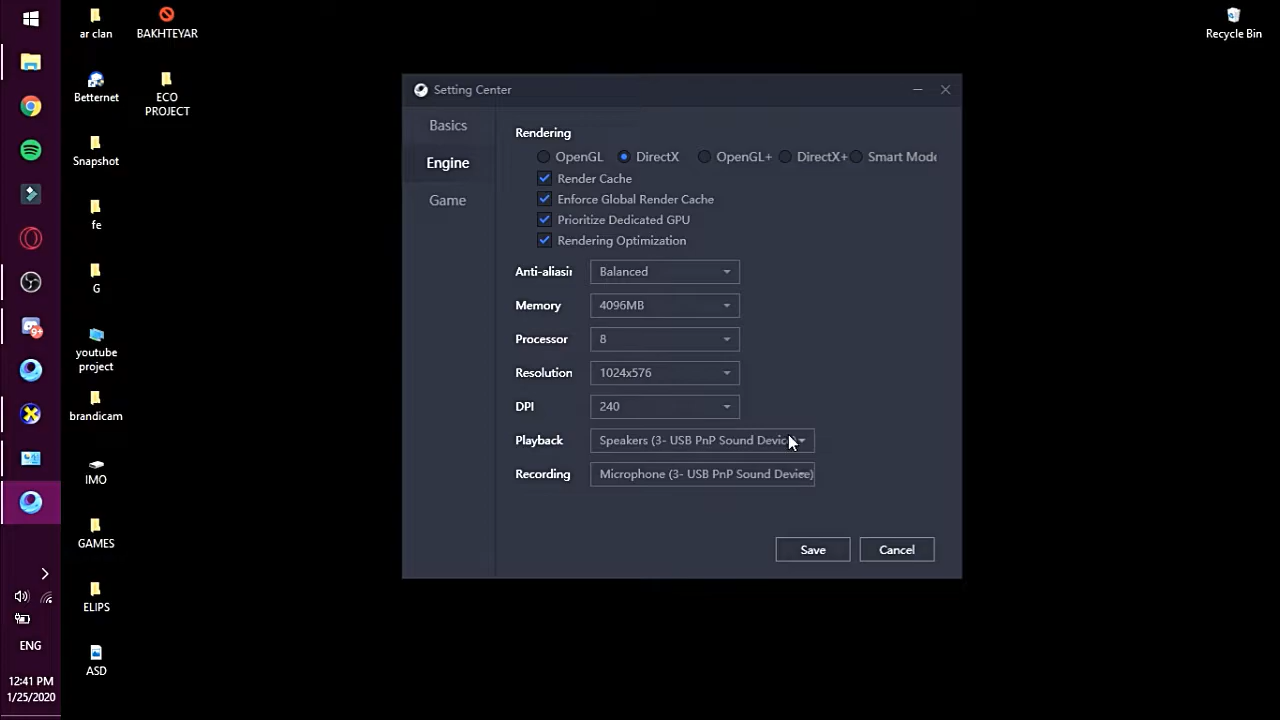 ar clan
BAKHTEYAR
Recycle Bin
Betternet
ECO
PROJECT
Snapshot
fe
G
youtube
project
brandicam
IMO
GAMES
ELIPS
ASD
ENG
12:41 PM
1/25/2020
Setting Center
Basics
Engine
Game
Rendering
OpenGL DirectX OpenGL+ DirectX+ Smart Mode
Render Cache
Enforce Global Render Cache
Prioritize Dedicated GPU
Rendering Optimization
Anti-aliasin Balanced
Memory 4096MB
Processor 8
Resolution 1024x576
DPI 240
Playback Speakers (3- USB PnP Sound Device
Recording Microphone (3- USB PnP Sound Device)
Save Cancel